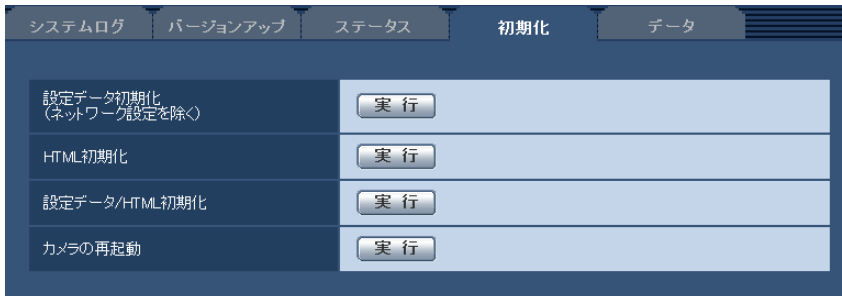 システムログ バージョンアップ ステータス 初期化 データ
設定データ初期化 実 行
(ネットワーク設定を除く)
HTML初期化 実 行
設定データ/HTML初期化 実 行
カメラの再起動 実 行